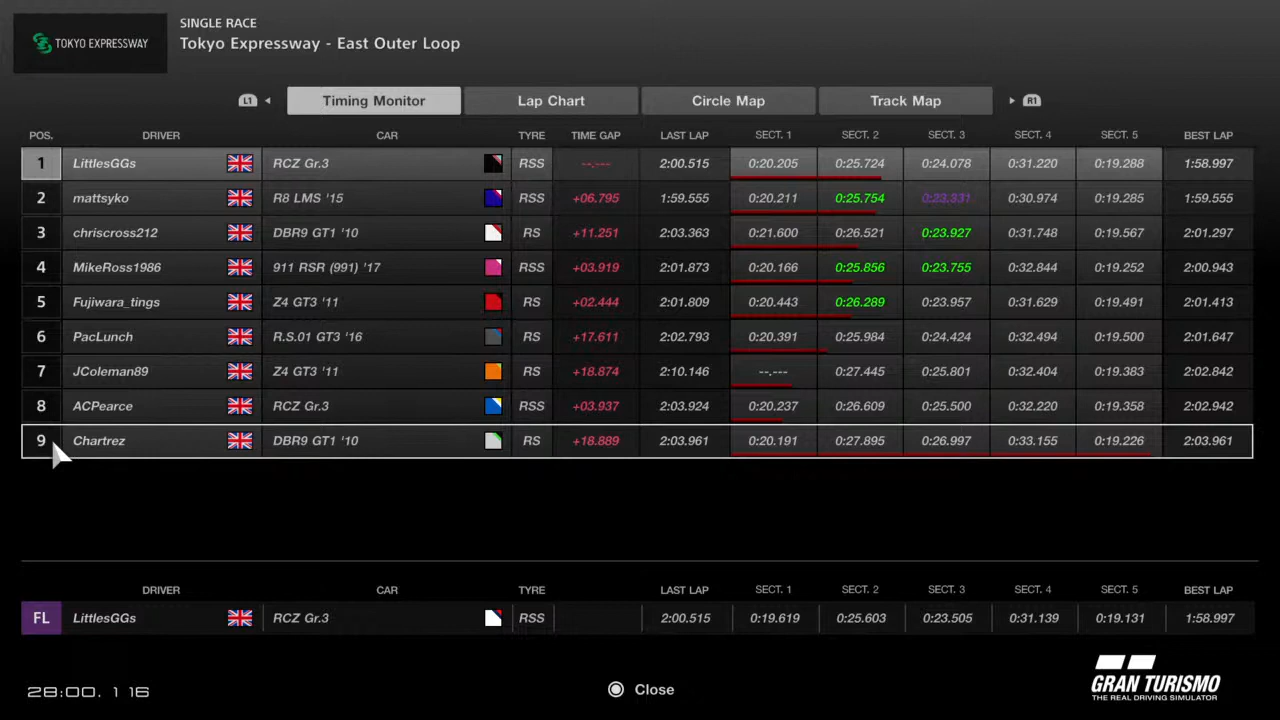 SINGLE RACE
TOKYO EXPRESSWAY
Tokyo Expressway - East Outer Loop
L1 Timing Monitor Lap Chart Circle Map Track Map R1
POS. DRIVER CAR TYRE TIME GAP LAST LAP SECT. 1 SECT. 2 SECT. 3 SECT. 4 SECT. 5 BEST LAP
1 LittlesGGs RCZ Gr.3 RSS --.--- 2:00.515 0:20.205 0:25.724 0:24.078 0:31.220 0:19.288 1:58.997
2 mattsyko R8 LMS '15 RSS +06.795 1:59.555 0:20.211 0:25.754 0:23.331 0:30.974 0:19.285 1:59.555
3 chriscross212 DBR9 GT1 '10 RS +11.251 2:03.363 0:21.600 0:26.521 0:23.927 0:31.748 0:19.567 2:01.297
4 MikeRoss1986 911 RSR (991) '17 RSS +03.919 2:01.873 0:20.166 0:25.856 0:23.755 0:32.844 0:19.252 2:00.943
5 Fujiwara_tings Z4 GT3 '11 RS +02.444 2:01.809 0:20.443 0:26.289 0:23.957 0:31.629 0:19.491 2:01.413
6 PacLunch R.S.01 GT3 '16 RS +17.611 2:02.793 0:20.391 0:25.984 0:24.424 0:32.494 0:19.500 2:01.647
7 JColeman89 Z4 GT3 '11 RS +18.874 2:10.146 --.--- 0:27.445 0:25.801 0:32.404 0:19.383 2:02.842
8 ACPearce RCZ Gr.3 RSS +03.937 2:03.924 0:20.237 0:26.609 0:25.500 0:32.220 0:19.358 2:02.942
9 Chartrez DBR9 GT1 '10 RS +18.889 2:03.961 0:20.191 0:27.895 0:26.997 0:33.155 0:19.226 2:03.961
DRIVER CAR TYRE LAST LAP SECT. 1 SECT. 2 SECT. 3 SECT. 4 SECT. 5 BEST LAP
FL LittlesGGs RCZ Gr.3 RSS 2:00.515 0:19.619 0:25.603 0:23.505 0:31.139 0:19.131 1:58.997
28:00.116
Close
GRAN TURISMO
THE REAL DRIVING SIMULATOR